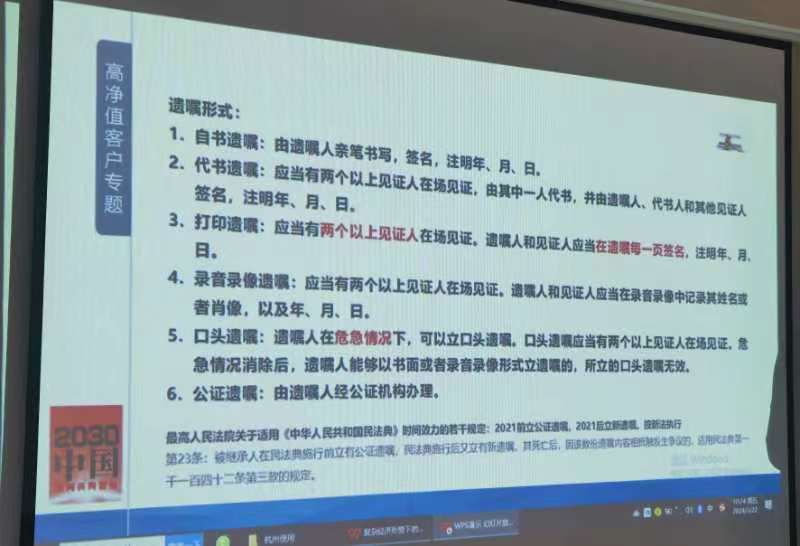 高净值客户专题
遗嘱形式：
1．自书遗嘱：由遗嘱人亲笔书写，签名，注明年、月、日。
2．代书遗嘱：应当有两个以上见证人在场见证，由其中一人代书，并由遗嘱人、代书人和其他见证人
签名，注明年、月、日。
3．打印遗嘱：应当有两个以上见证人在场见证。遗嘱人和见证人应当在遗嘱每一页签名，注明年、月、
日。
4．录音录像遗嘱：应当有两个以上见证人在场见证。遗嘱人和见证人应当在录音录像中记录其姓名或
者肖像，以及年、月、日。
5．口头遗嘱：遗嘱人在危急情况下，可以立口头遗嘱。口头遗嘱应当有两个以上见证人在场见证。危
急情况消除后，遗嘱人能够以书面或者录音录像形式立遗嘱的，所立的口头遗嘱无效。
6．公证遗嘱：由遗嘱人经公证机构办理。
最高人民法院关于适用《中华人民共和国民法典》时间效力的若干规定：2021前立公证遗嘱，2021后立新遗嘱，按新法执行
第23条：被继承人在民法典施行前立有公证遗嘱，民法典施行后又立有新遗嘱，其死亡后，因该数份遗嘱内容相抵触发生争议的，适用民法典第一
千一百四十二条第三款的规定。
2030
中国
Windows
杭州使用
WPS演示 幻灯片放...
中